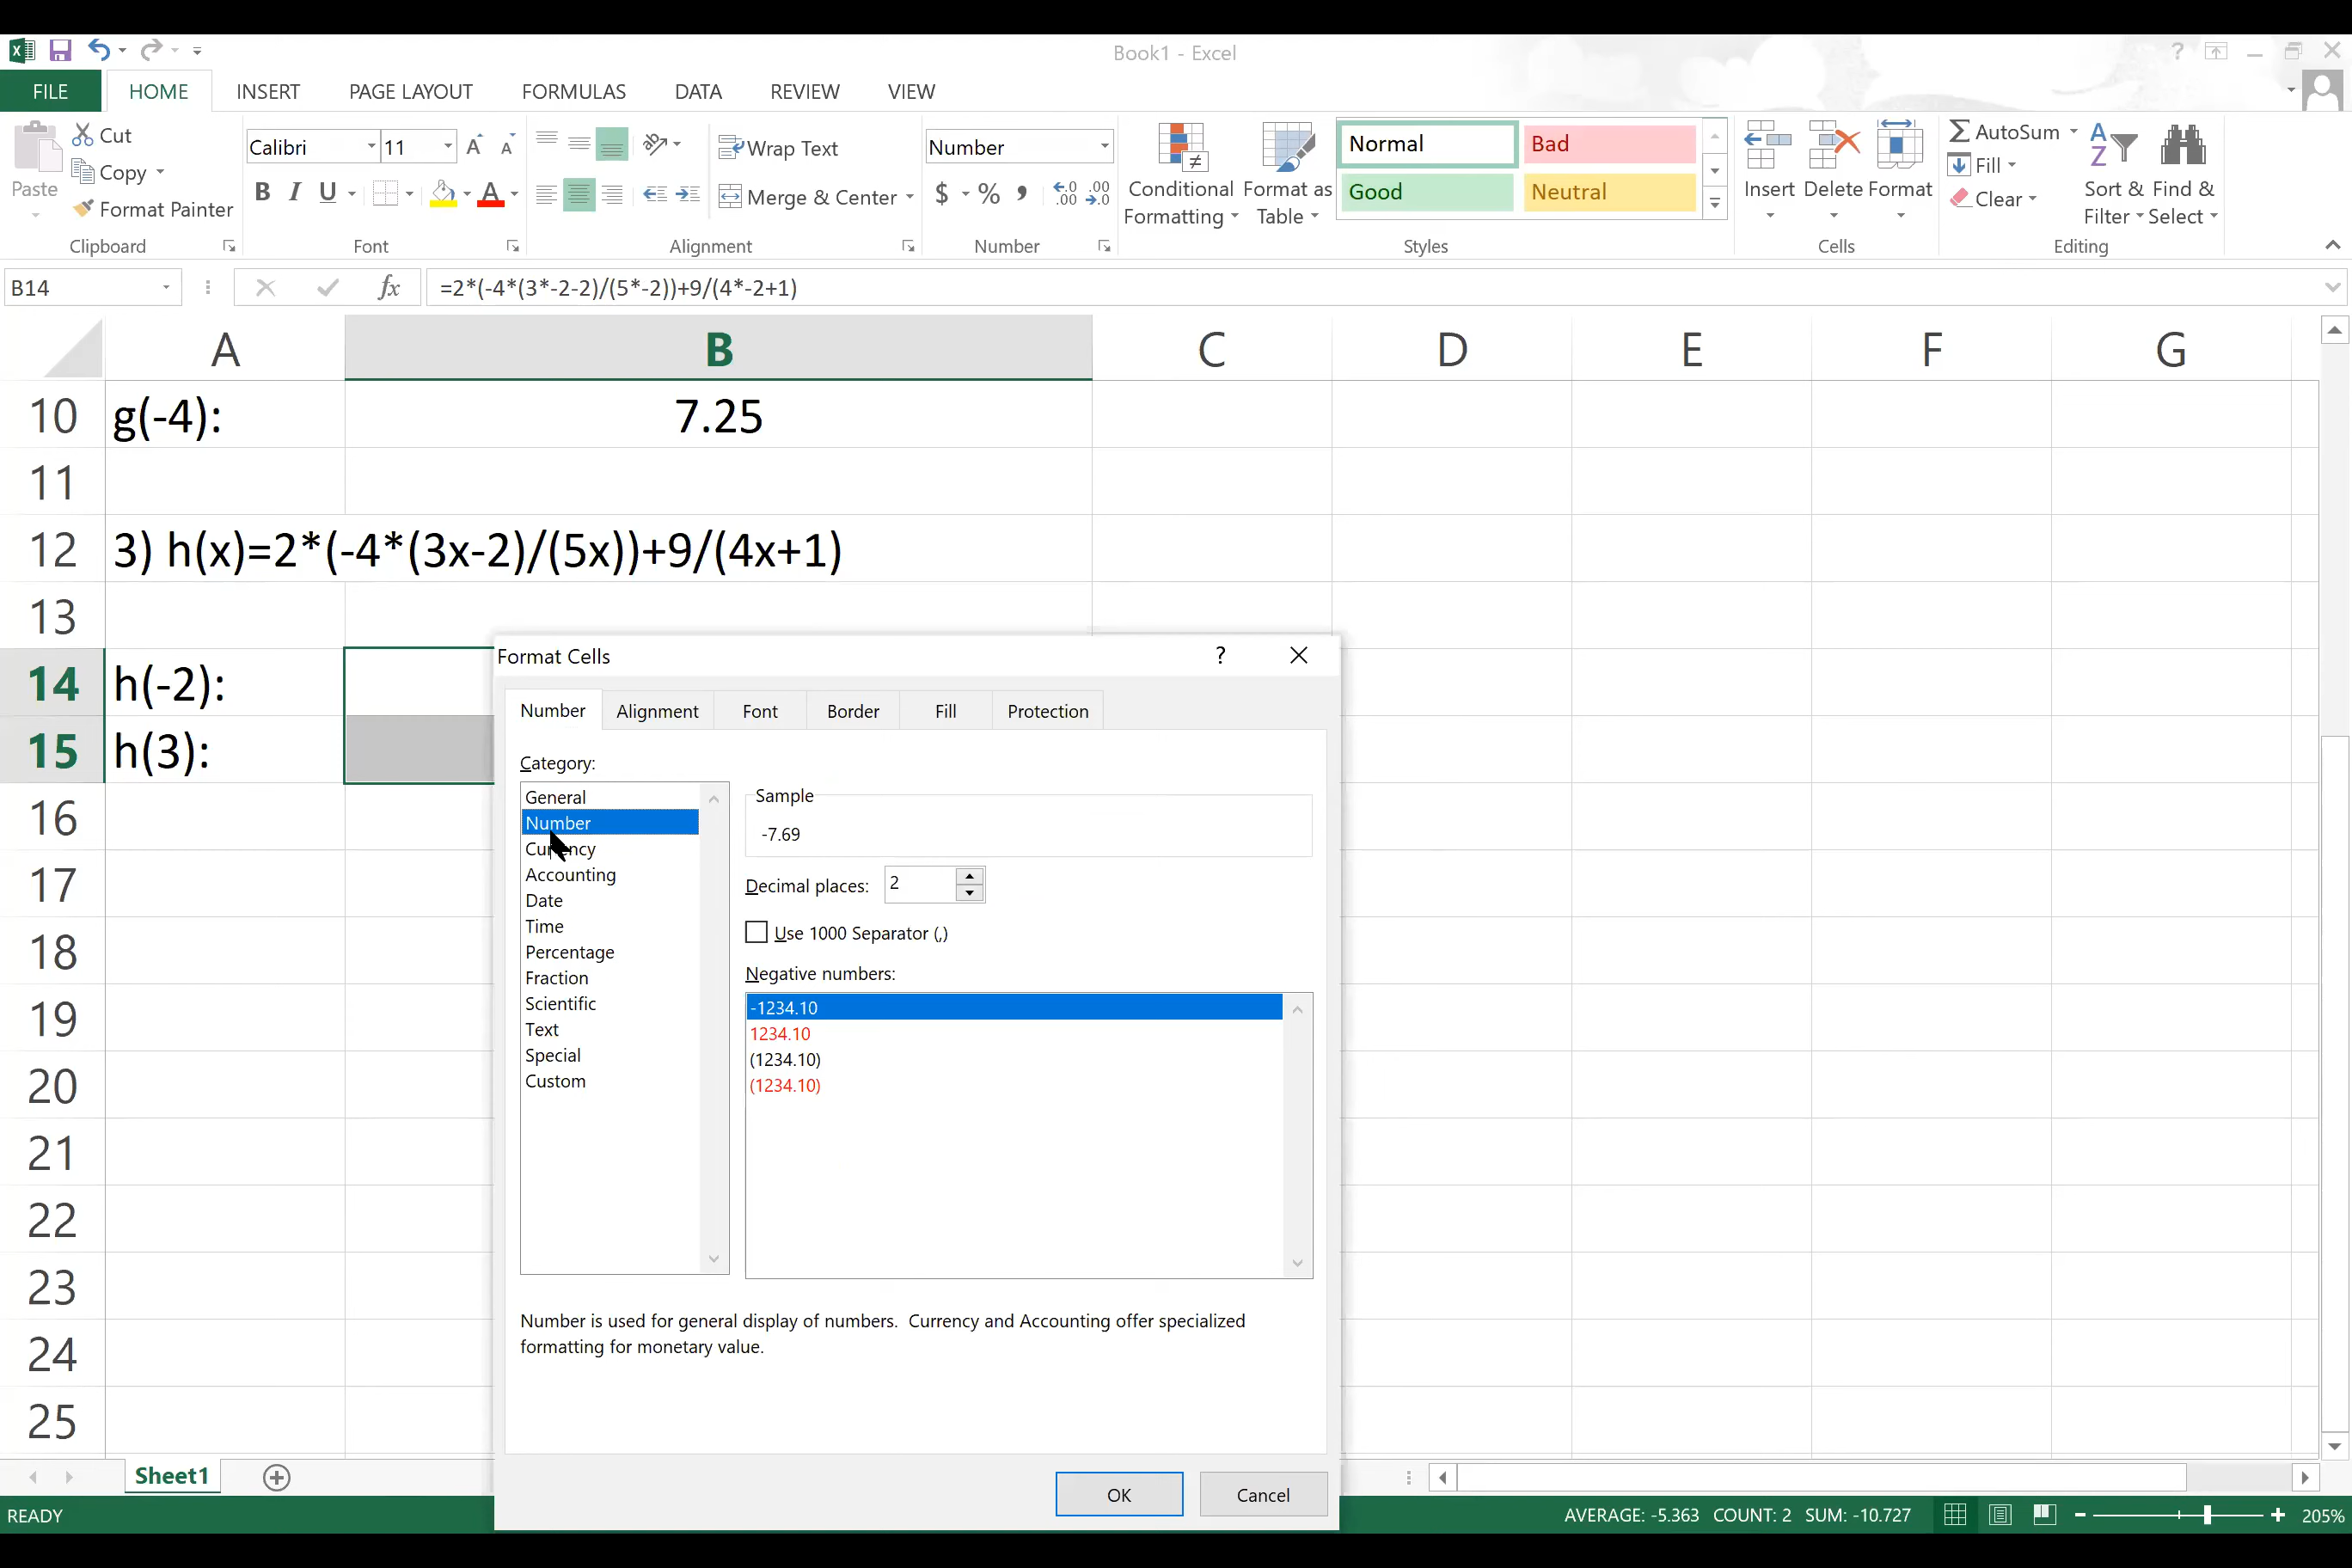 Book1 - Excel
?
FILE HOME INSERT PAGE LAYOUT FORMULAS DATA REVIEW VIEW
Paste
Cut
Copy
Format Painter
Clipboard
Calibri 11 A A
B I U A
Font
Wrap Text
Merge & Center
Alignment
Number
$ % , .00 .00
Number
Conditional Formatting
Format as Table
Normal Bad
Good Neutral
Styles
Insert Delete Format
Cells
AutoSum
Fill
Clear
Sort & Filter
Find & Select
Editing
B14 fx =2*(-4*(3*-2-2)/(5*-2))+9/(4*-2+1)
A B C D E F G
10 g(-4): 7.25
11
12 3) h(x)=2*(-4*(3x-2)/(5x))+9/(4x+1)
13
14 h(-2):
15 h(3):
16
17
18
19
20
21
22
23
24
25
Format Cells ?
Number Alignment Font Border Fill Protection
Category:
General
Number
Currency
Accounting
Date
Time
Percentage
Fraction
Scientific
Text
Special
Custom
Sample
-7.69
Decimal places: 2
Use 1000 Separator (,)
Negative numbers:
-1234.10
1234.10
(1234.10)
(1234.10)
Number is used for general display of numbers. Currency and Accounting offer specialized
formatting for monetary value.
OK Cancel
Sheet1
READY AVERAGE: -5.363 COUNT: 2 SUM: -10.727 205%